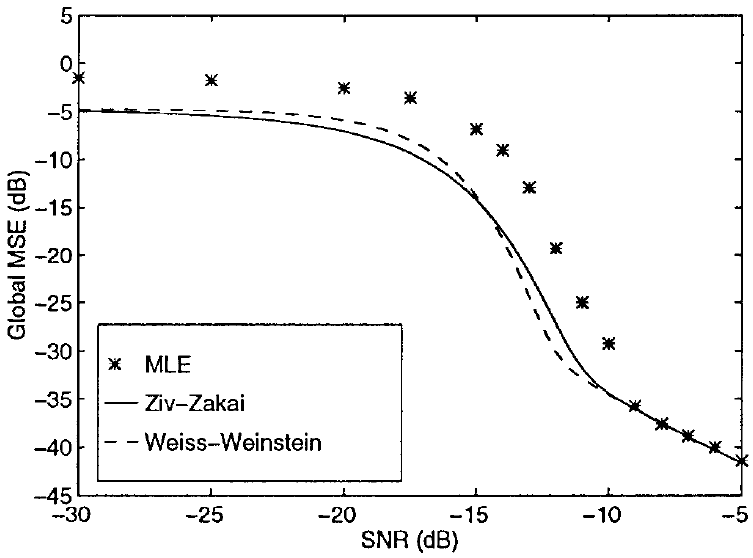 5
0
−5
−10
−15
−20
−25
−30
−35
−40
−45
Global MSE (dB)
MLE
Ziv−Zakai
Weiss−Weinstein
−30 −25 −20 −15 −10 −5
SNR (dB)